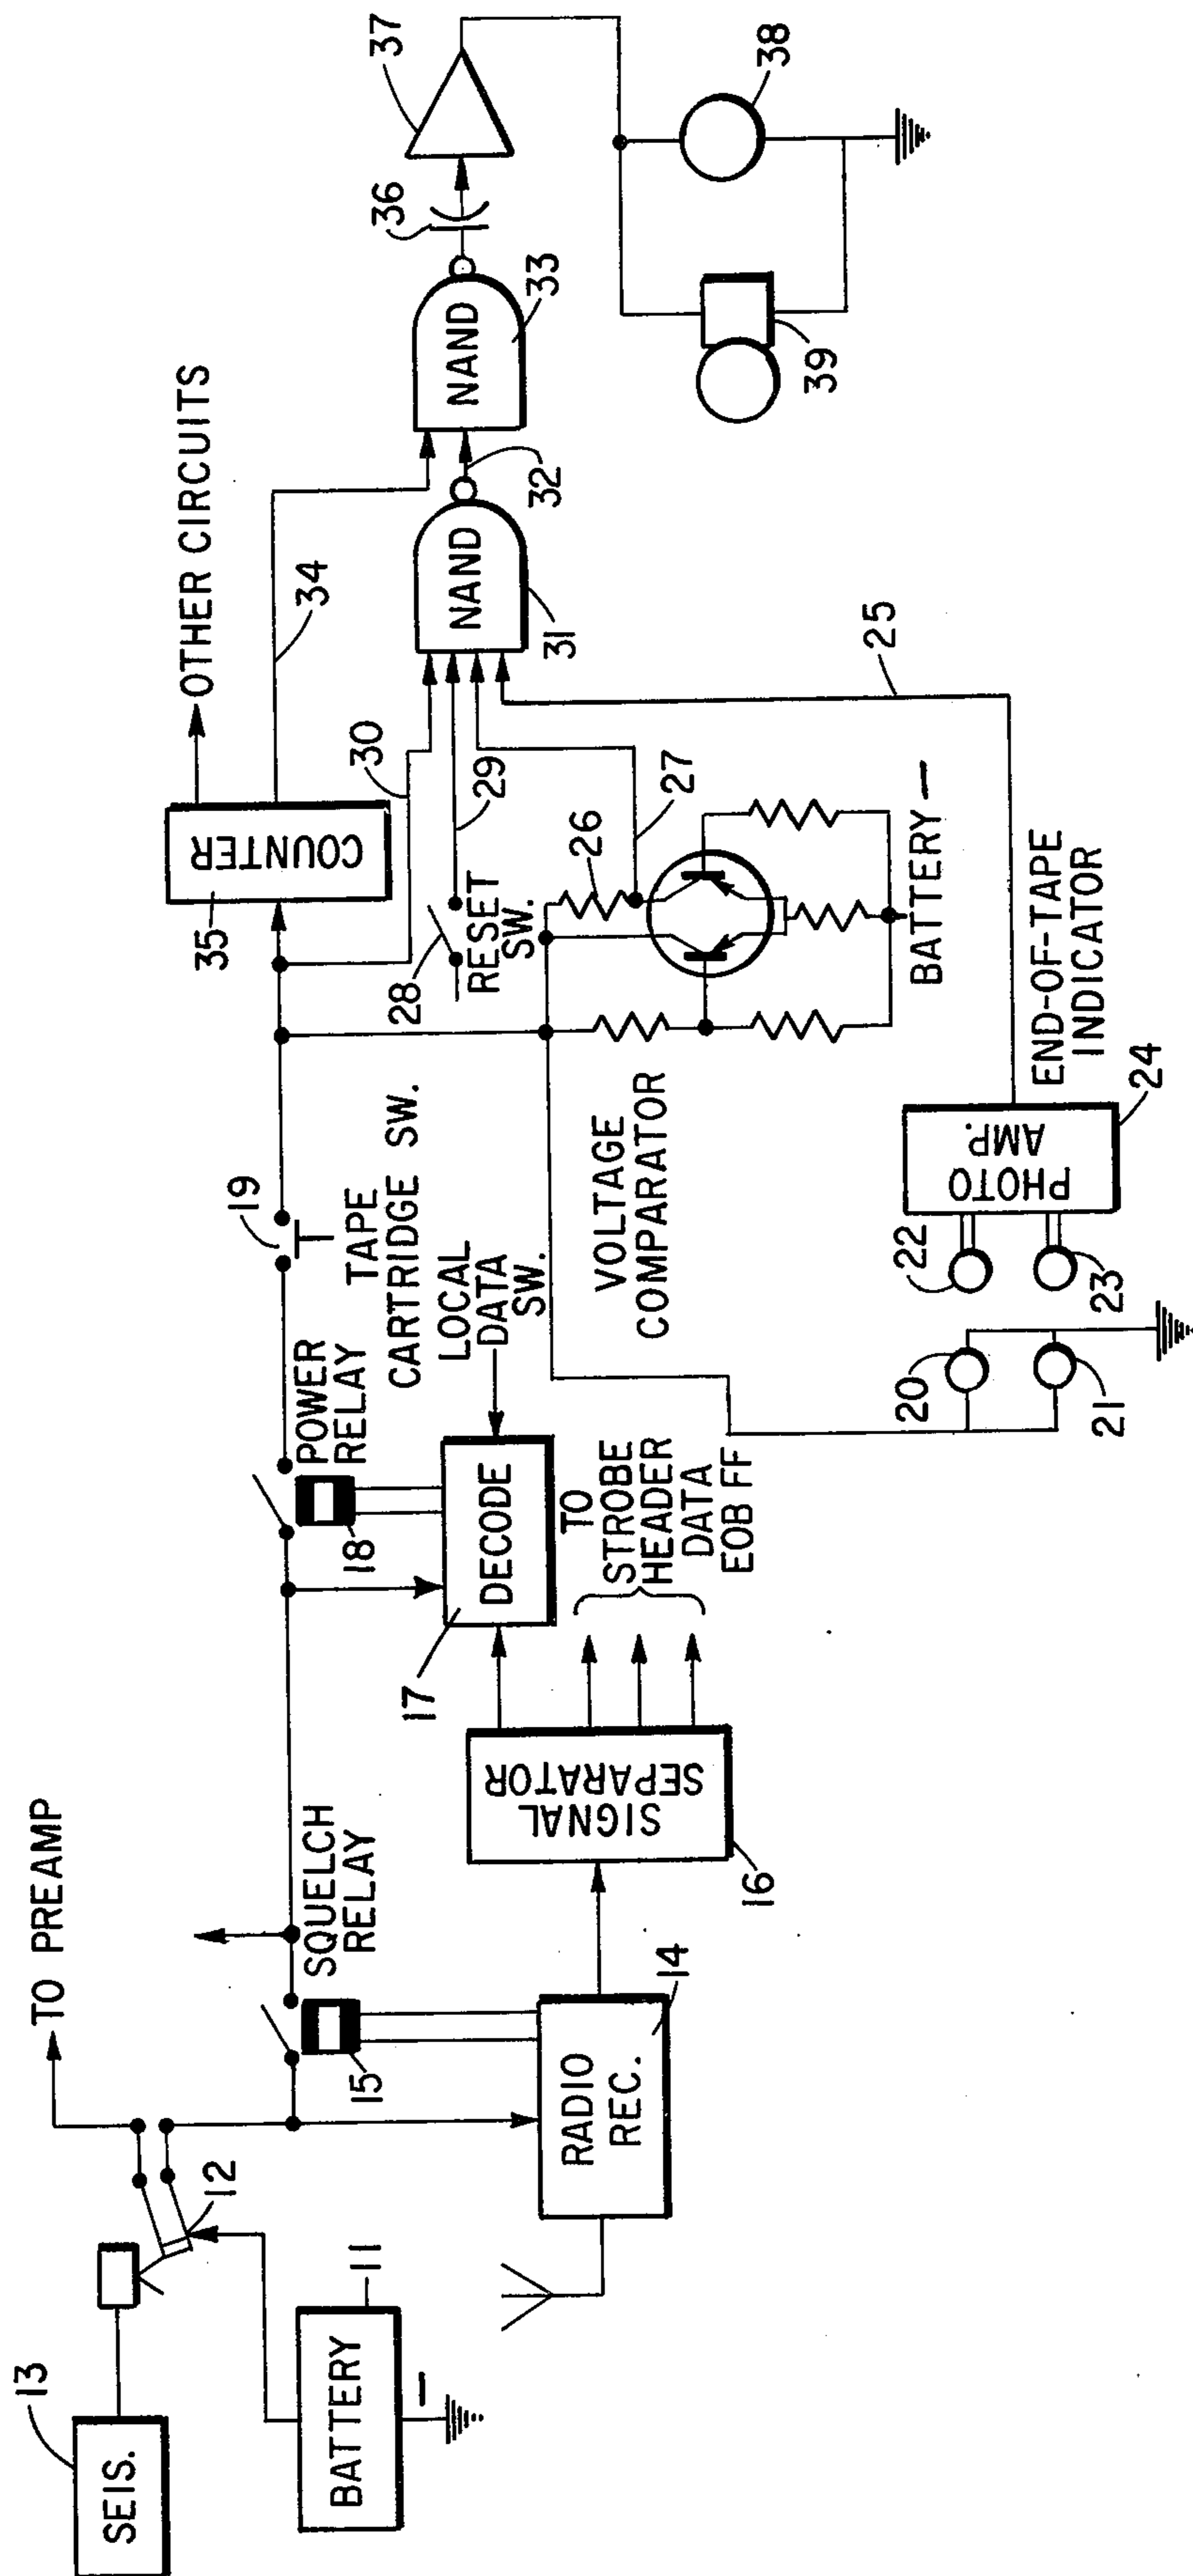 13
SEIS.
TO PREAMP
12
BATTERY
11
—
15
SQUELCH
RELAY
RADIO
REC.
14
SIGNAL
SEPARATOR
16
17
DECODE
18
POWER
RELAY
TO
STROBE
HEADER
DATA
EOB FF
LOCAL
DATA
SW.
19
TAPE
CARTRIDGE SW.
20
21
22
23
PHOTO
AMP.
24
END-OF-TAPE
INDICATOR
25
VOLTAGE
COMPARATOR
BATTERY —
26
27
28
RESET
SW.
29
30
35
COUNTER
OTHER CIRCUITS
34
NAND
31
32
NAND
33
36
37
38
39